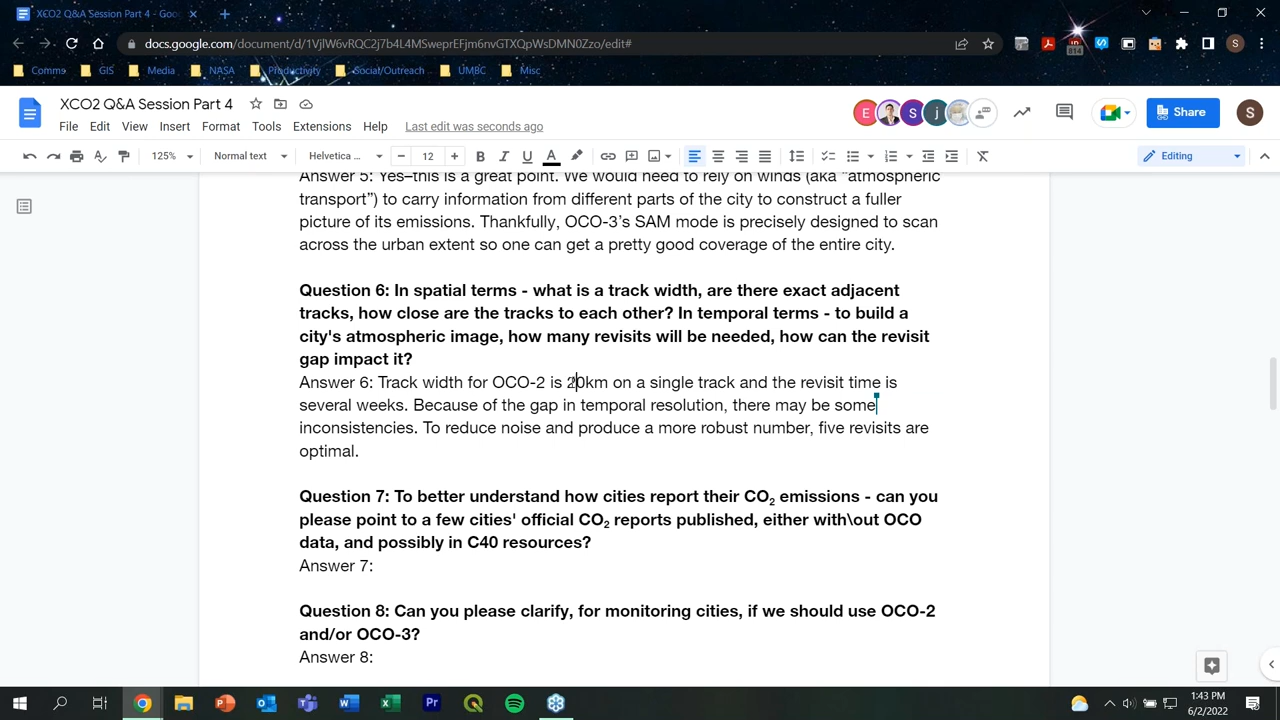 XCO2 Q&A Session Part 4 - Goo
docs.google.com/document/d/1VjlW6vRQC2j7b4L4MSweprEFjm6nvGTXQpWsDMN0Zzo/edit#
814
S
Comms
GIS
Media
NASA
Productivity
Social/Outreach
UMBC
Misc
XCO2 Q&A Session Part 4
E
S
j
Share
S
File Edit View Insert Format Tools Extensions Help Last edit was seconds ago
125% Normal text Helvetica ... 12 B I U A Editing
Answer 5: Yes–this is a great point. We would need to rely on winds (aka “atmospheric
transport”) to carry information from different parts of the city to construct a fuller
picture of its emissions. Thankfully, OCO-3’s SAM mode is precisely designed to scan
across the urban extent so one can get a pretty good coverage of the entire city.
Question 6: In spatial terms - what is a track width, are there exact adjacent
tracks, how close are the tracks to each other? In temporal terms - to build a
city's atmospheric image, how many revisits will be needed, how can the revisit
gap impact it?
Answer 6: Track width for OCO-2 is 20km on a single track and the revisit time is
several weeks. Because of the gap in temporal resolution, there may be some
inconsistencies. To reduce noise and produce a more robust number, five revisits are
optimal.
Question 7: To better understand how cities report their CO₂ emissions - can you
please point to a few cities' official CO₂ reports published, either with\out OCO
data, and possibly in C40 resources?
Answer 7:
Question 8: Can you please clarify, for monitoring cities, if we should use OCO-2
and/or OCO-3?
Answer 8:
1:43 PM
6/2/2022